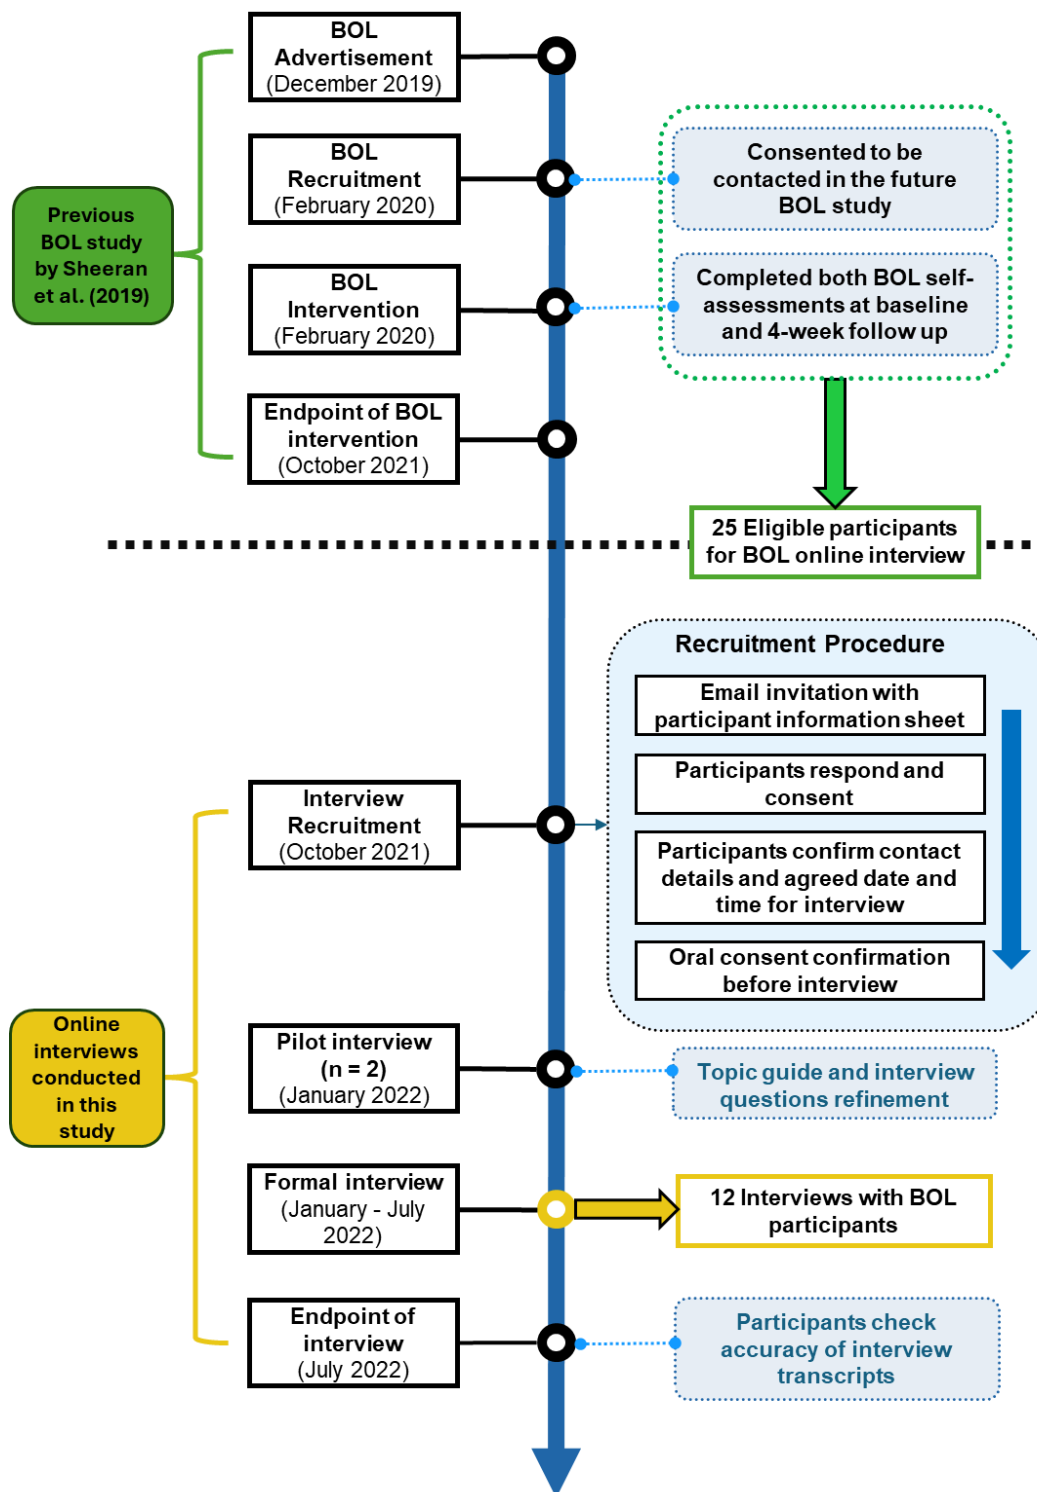 BOL
Advertisement
(December 2019)
BOL
Recruitment
(February 2020)
Consented to be
contacted in the future
BOL study
Previous
BOL study
by Sheeran
et al. (2019)
BOL
Intervention
(February 2020)
Completed both BOL self-
assessments at baseline
and 4-week follow up
Endpoint of BOL
intervention
(October 2021)
25 Eligible participants
for BOL online interview
Recruitment Procedure
Email invitation with
participant information sheet
Participants respond and
consent
Participants confirm contact
details and agreed date and
time for interview
Oral consent confirmation
before interview
Interview
Recruitment
(October 2021)
Online
interviews
conducted
in this
study
Pilot interview
(n = 2)
(January 2022)
Topic guide and interview
questions refinement
Formal interview
(January - July
2022)
12 Interviews with BOL
participants
Endpoint of
interview
(July 2022)
Participants check
accuracy of interview
transcripts